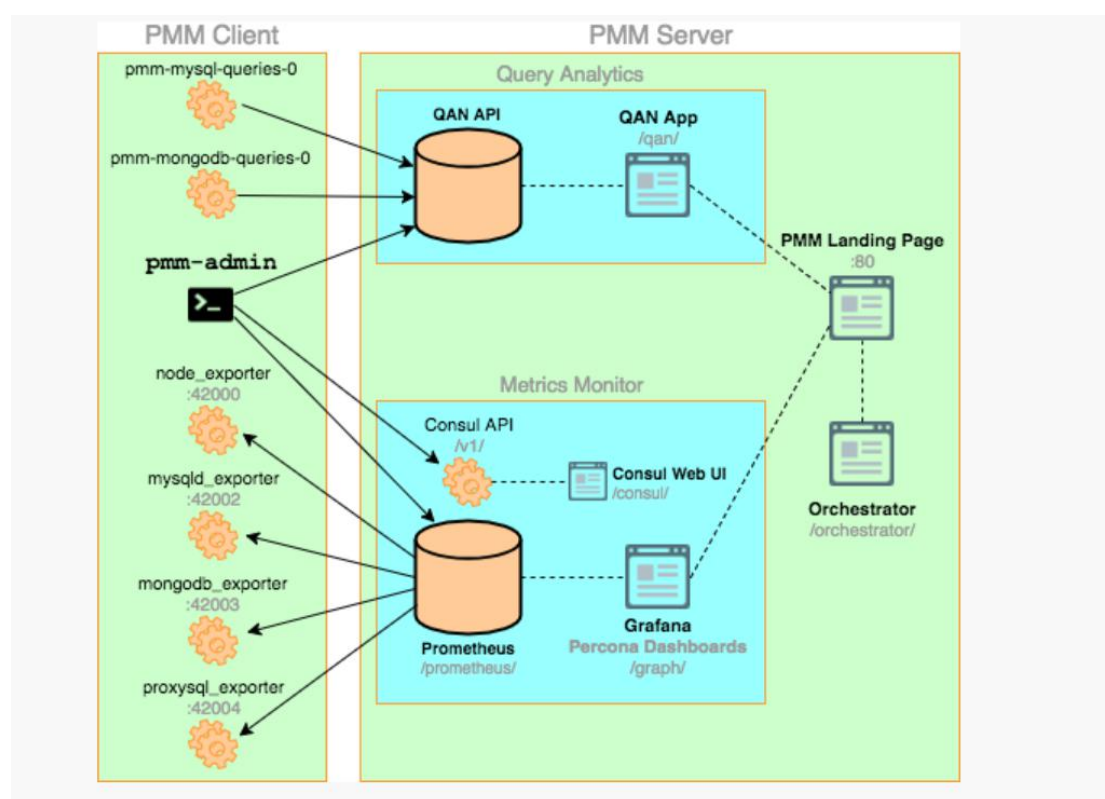 PMM Client
pmm-mysql-queries-0
pmm-mongodb-queries-0
pmm-admin
>_
node_exporter
:42000
mysqld_exporter
:42002
mongodb_exporter
:42003
proxysql_exporter
:42004
PMM Server
Query Analytics
QAN API
QAN App
/qan/
PMM Landing Page
:80
Metrics Monitor
Consul API
/v1/
Consul Web UI
/consul/
Orchestrator
/orchestrator/
Prometheus
/prometheus/
Grafana
Percona Dashboards
/graph/